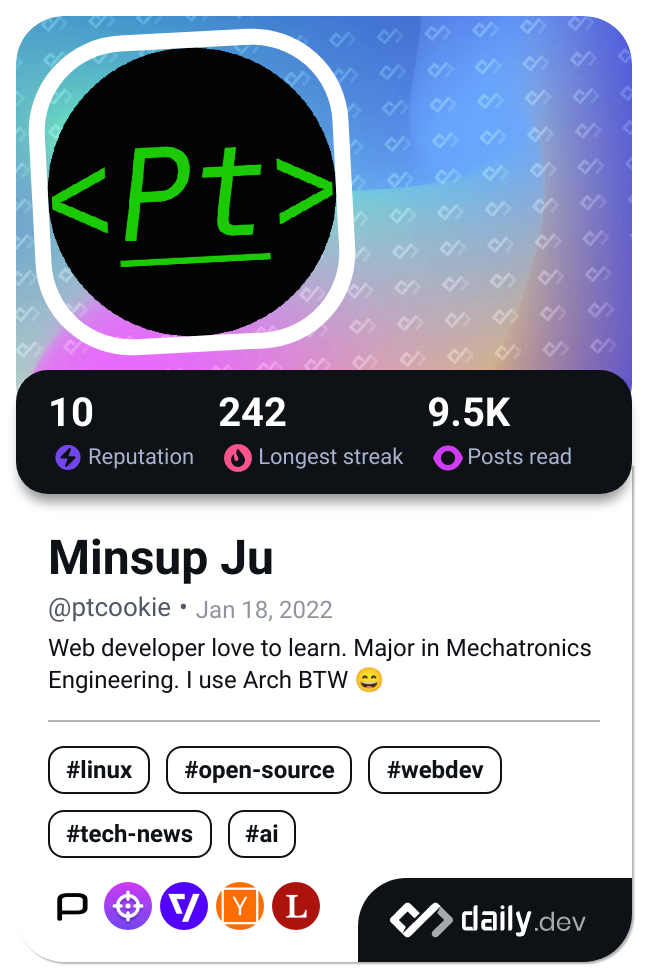 <Pt>
10 242 9.5K
Reputation Longest streak Posts read
Minsup Ju
@ptcookie • Jan 18, 2022
Web developer love to learn. Major in Mechatronics
Engineering. I use Arch BTW 😄
#linux #open-source #webdev
#tech-news #ai
Y L daily.dev